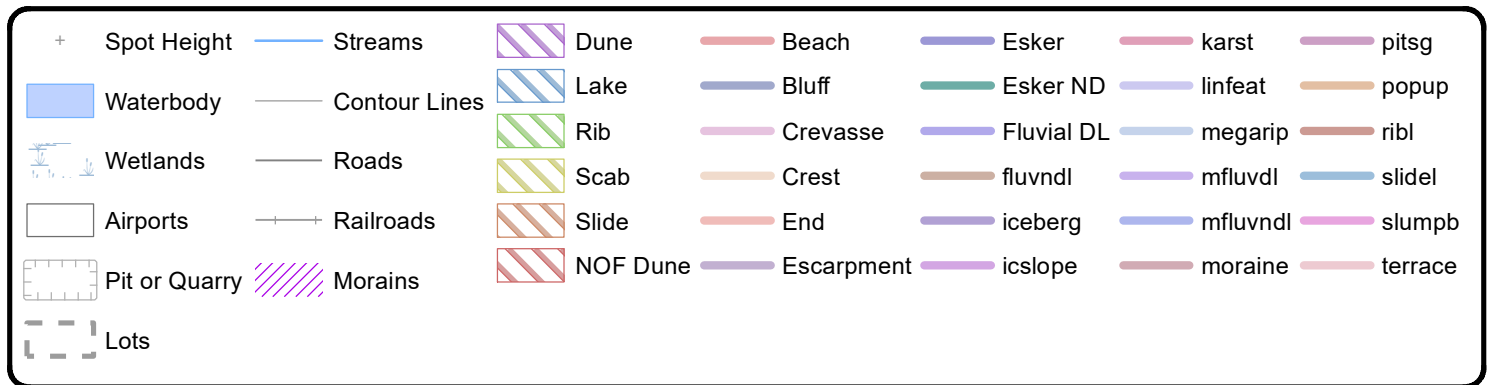 Spot Height
Waterbody
Wetlands
Airports
Pit or Quarry
Lots
Streams
Contour Lines
Roads
Railroads
Morains
Dune
Lake
Rib
Scab
Slide
NOF Dune
Beach
Bluff
Crevasse
Crest
End
Escarpment
Esker
Esker ND
Fluvial DL
fluvndl
iceberg
icslope
karst
linfeat
megarip
mfluvdl
mfluvndl
moraine
pitsg
popup
ribl
slidel
slumpb
terrace